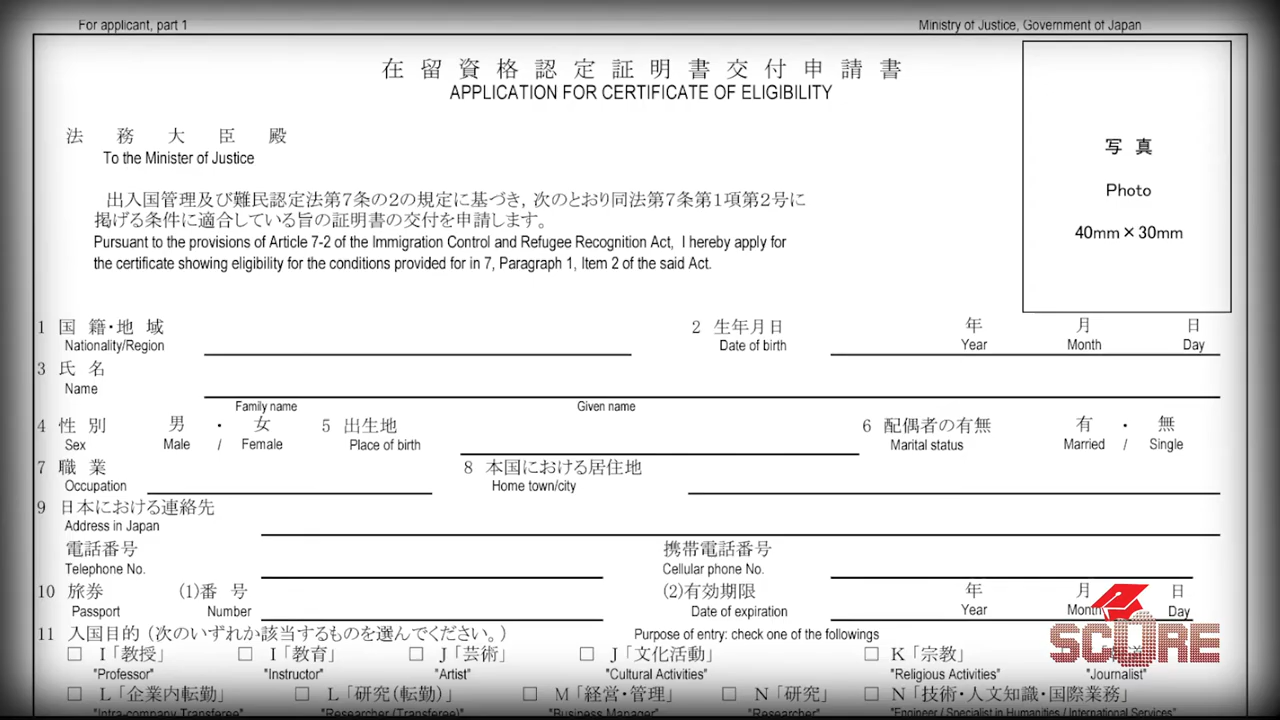 For applicant, part 1
Ministry of Justice, Government of Japan
在留資格認定証明書交付申請書
APPLICATION FOR CERTIFICATE OF ELIGIBILITY
法務大臣殿
To the Minister of Justice
写真
Photo
40mm×30mm
出入国管理及び難民認定法第7条の2の規定に基づき, 次のとおり同法第7条第1項第2号に
掲げる条件に適合している旨の証明書の交付を申請します。
Pursuant to the provisions of Article 7-2 of the Immigration Control and Refugee Recognition Act, I hereby apply for
the certificate showing eligibility for the conditions provided for in 7, Paragraph 1, Item 2 of the said Act.
1 国籍・地域 2 生年月日 年 月 日
Nationality/Region Date of birth Year Month Day
3 氏名
Name
Family name Given name
4 性別 男・女 5 出生地 6 配偶者の有無 有・無
Sex Male / Female Place of birth Marital status Married / Single
7 職業 8 本国における居住地
Occupation Home town/city
9 日本における連絡先
Address in Japan
電話番号 携帯電話番号
Telephone No. Cellular phone No.
10 旅券 (1)番号 (2)有効期限 年 月 日
Passport Number Date of expiration Year Month Day
11 入国目的(次のいずれか該当するものを選んでください。) Purpose of entry: check one of the followings
□ I「教授」 □ I「教育」 □ J「芸術」 □ J「文化活動」 □ K「宗教」
"Professor" "Instructor" "Artist" "Cultural Activities" "Religious Activities" "Journalist"
□ L「企業内転勤」 □ L「研究(転勤)」 □ M「経営・管理」 □ N「研究」 □ N「技術・人文知識・国際業務」
"Intra-company Transferee" "Researcher (Transferee)" "Business Manager" "Researcher" "Engineer / Specialist in Humanities / International Services"
SCORE